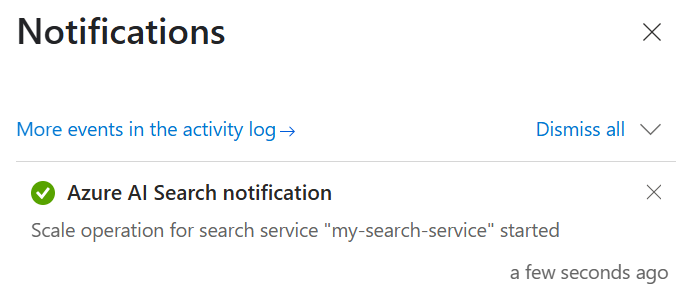 Notifications
More events in the activity log→
Dismiss all
Azure AI Search notification
Scale operation for search service "my-search-service" started
a few seconds ago